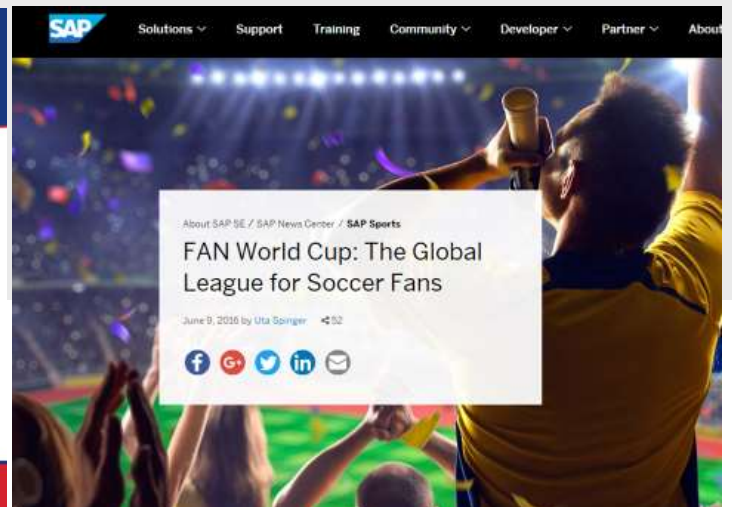 SAP Solutions Support Training Community Developer Partner About
About SAP SE / SAP News Center / SAP Sports
FAN World Cup: The Global
League for Soccer Fans
June 9, 2016 by Uta Spinger 52
f G+ in